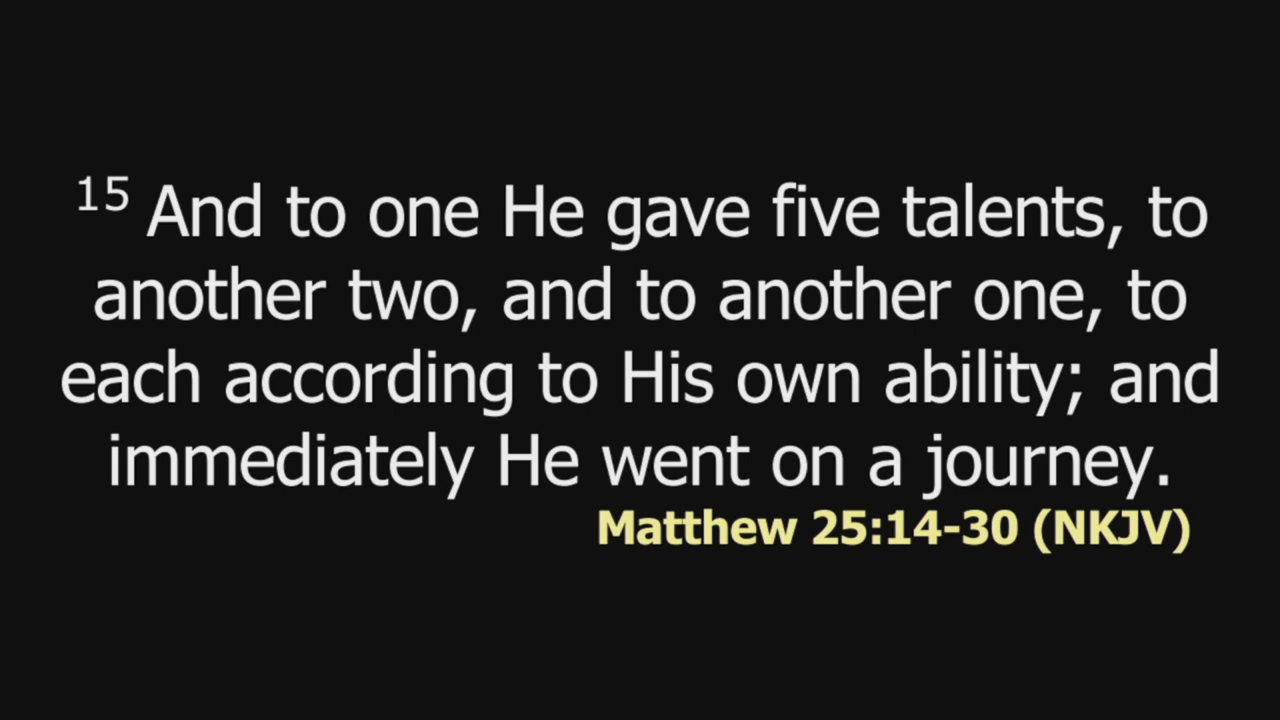 15 And to one He gave five talents, to
another two, and to another one, to
each according to His own ability; and
immediately He went on a journey.
Matthew 25:14-30 (NKJV)